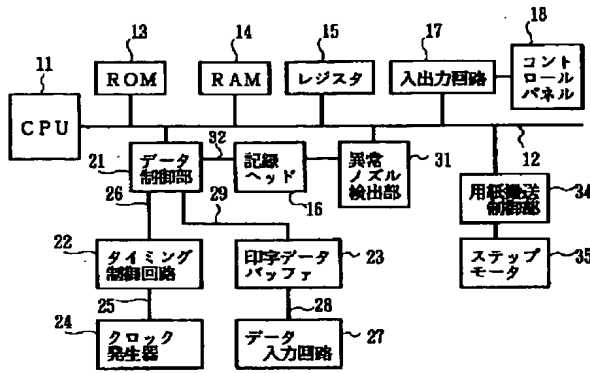 13
14
15
17
18
11
ROM
RAM
レジスタ
入出力回路
コント
ロール
パネル
CPU
21
データ
制御部
32
記録
ヘッド
16
異常
ノズル
検出部
31
12
26
29
用紙搬送
制御部
34
22
タイミング
制御回路
印字データ
バッファ
23
ステップ
モータ
35
25
28
24
クロック
発生器
データ
入力回路
27